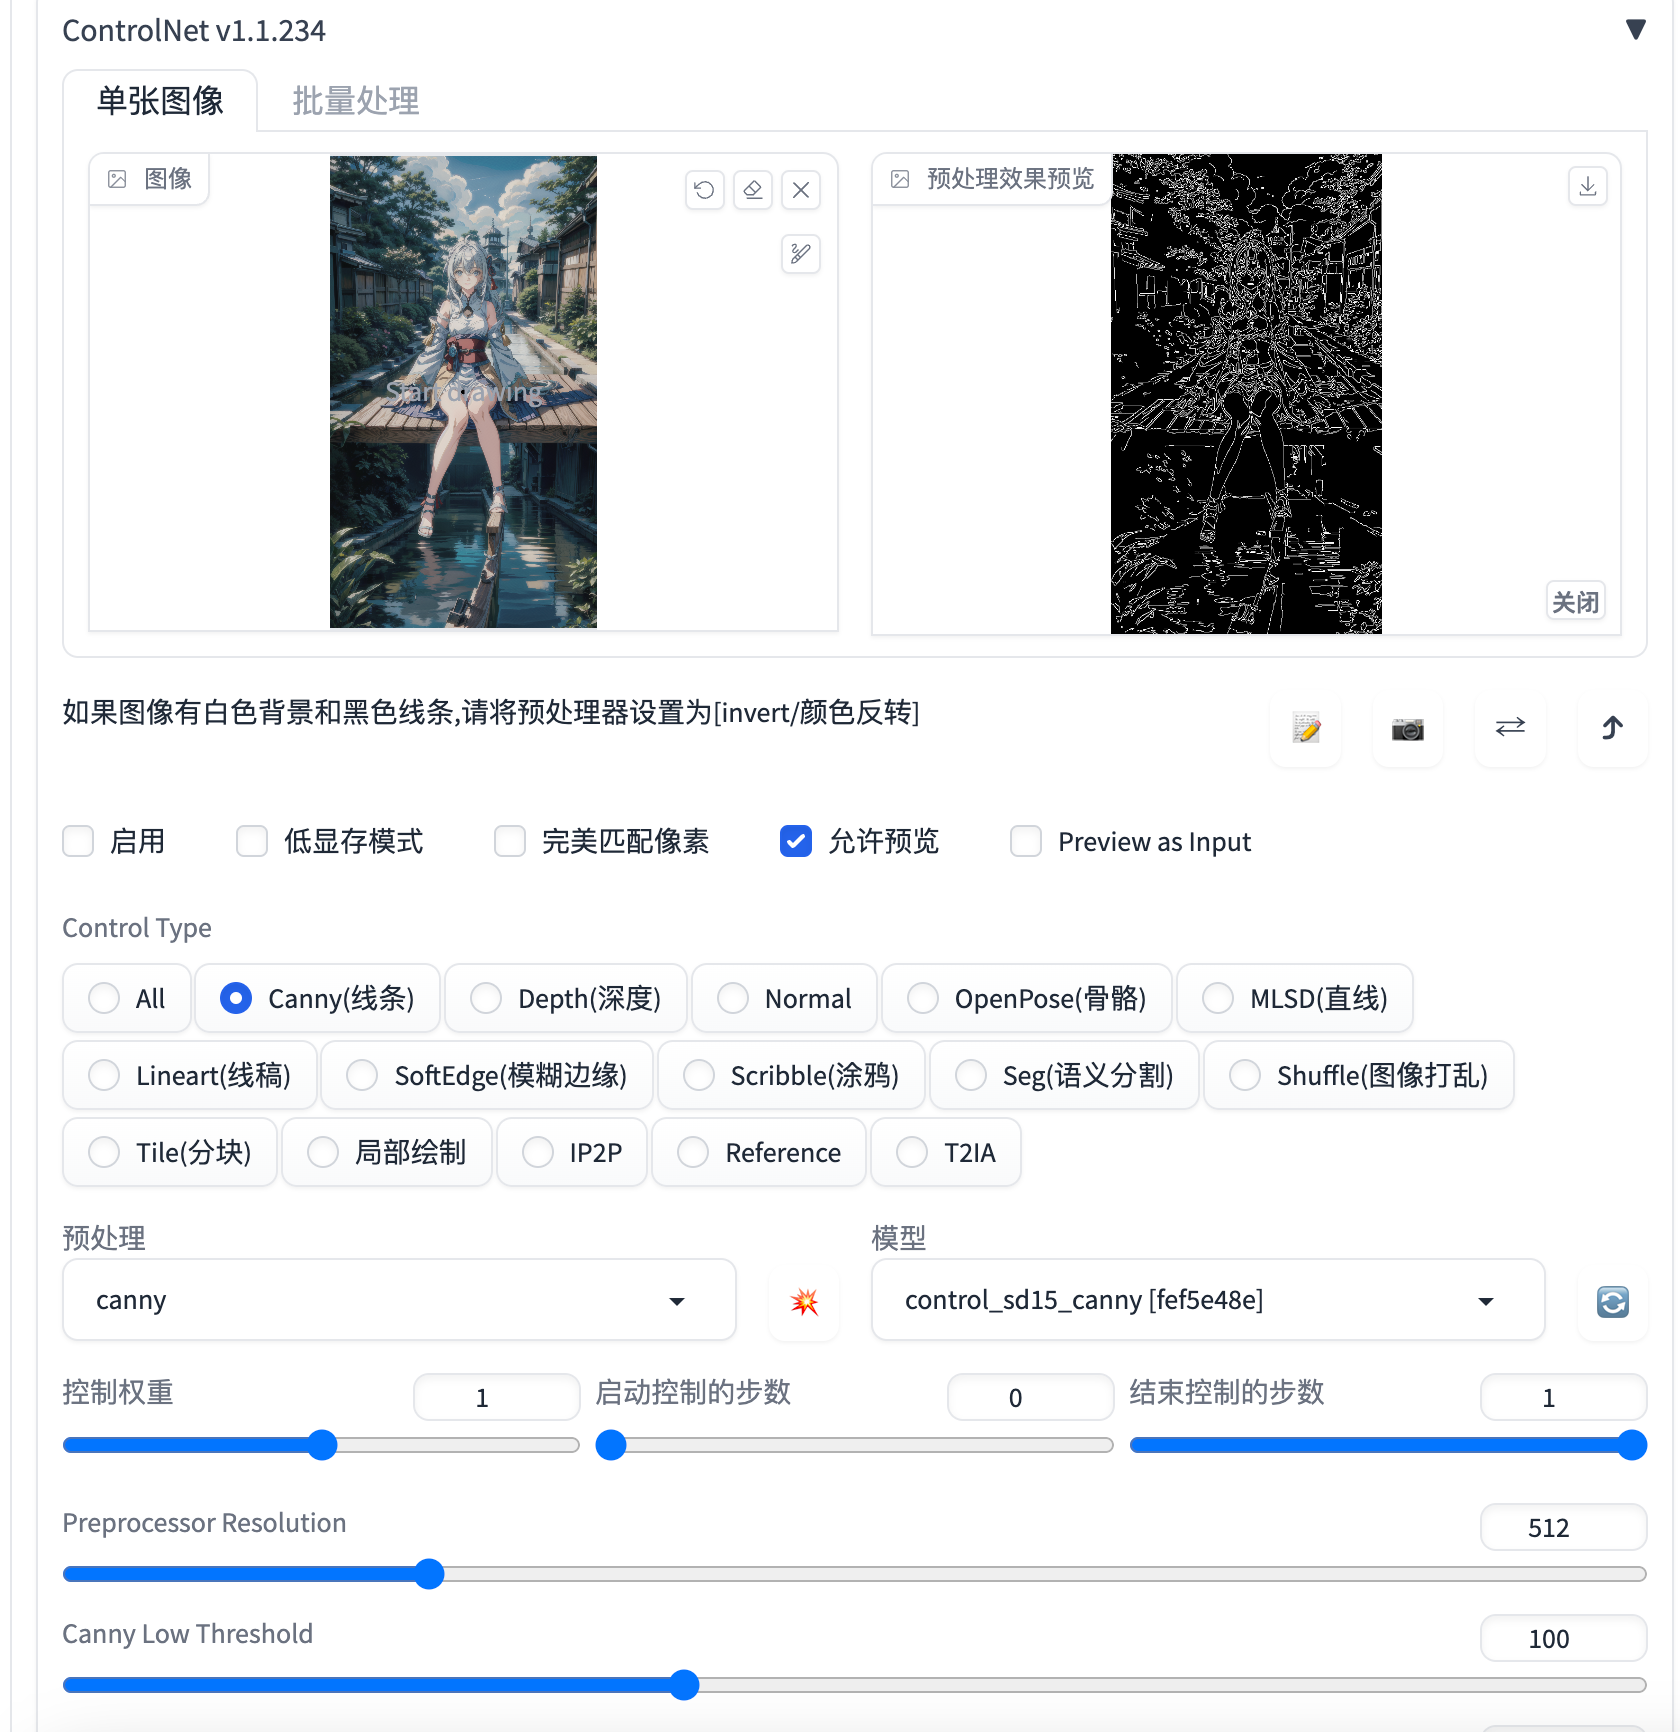 ControlNet v1.1.234
单张图像 批量处理
图像 预处理效果预览
Start drawing
关闭
如果图像有白色背景和黑色线条,请将预处理器设置为[invert/颜色反转]
启用 低显存模式 完美匹配像素 允许预览 Preview as Input
Control Type
All Canny(线条) Depth(深度) Normal OpenPose(骨骼) MLSD(直线)
Lineart(线稿) SoftEdge(模糊边缘) Scribble(涂鸦) Seg(语义分割) Shuffle(图像打乱)
Tile(分块) 局部绘制 IP2P Reference T2IA
预处理 模型
canny control_sd15_canny [fef5e48e]
控制权重 1 启动控制的步数 0 结束控制的步数 1
Preprocessor Resolution 512
Canny Low Threshold 100